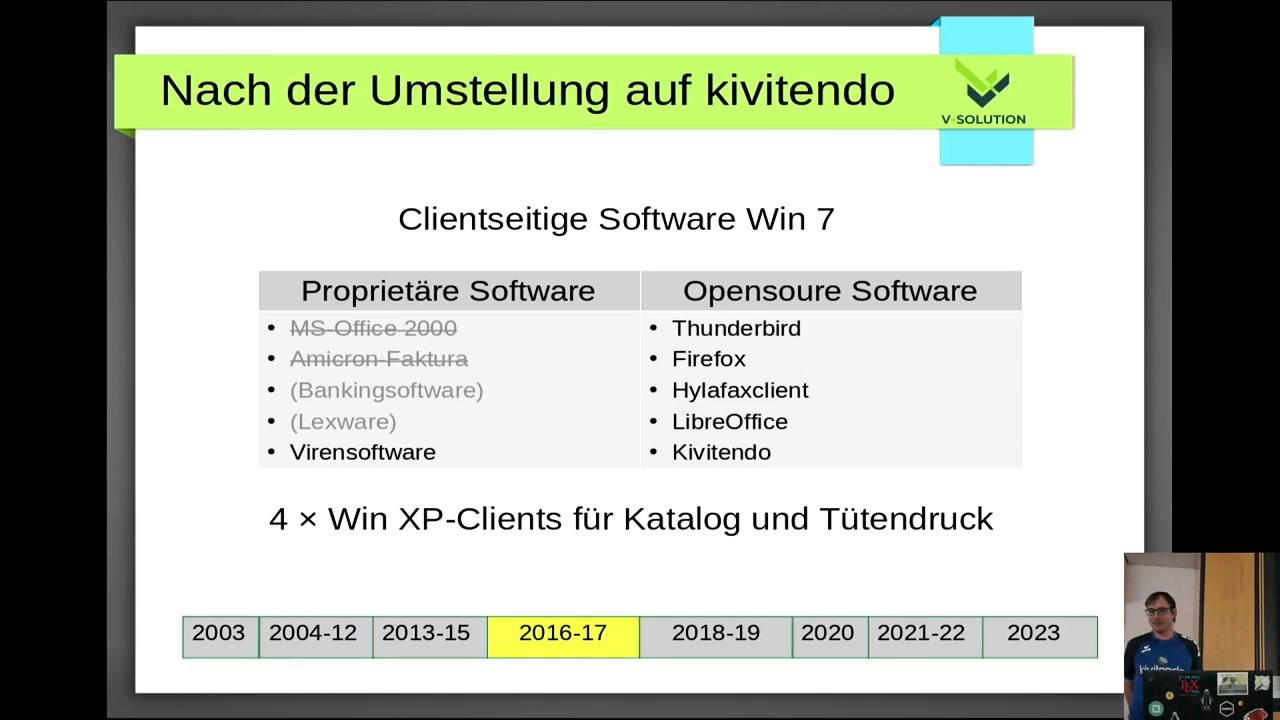 Nach der Umstellung auf kivitendo
V-SOLUTION
Clientseitige Software Win 7
Proprietäre Software
Opensoure Software
• MS-Office 2000
• Amicron-Faktura
• (Bankingsoftware)
• (Lexware)
• Virensoftware
• Thunderbird
• Firefox
• Hylafaxclient
• LibreOffice
• Kivitendo
4 × Win XP-Clients für Katalog und Tütendruck
2003 2004-12 2013-15 2016-17 2018-19 2020 2021-22 2023
kivitendo
TEX